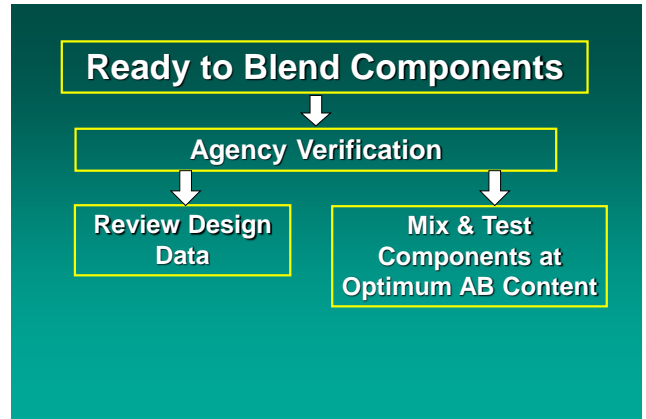 Ready to Blend Components
Agency Verification
Review Design
Data
Mix & Test
Components at
Optimum AB Content